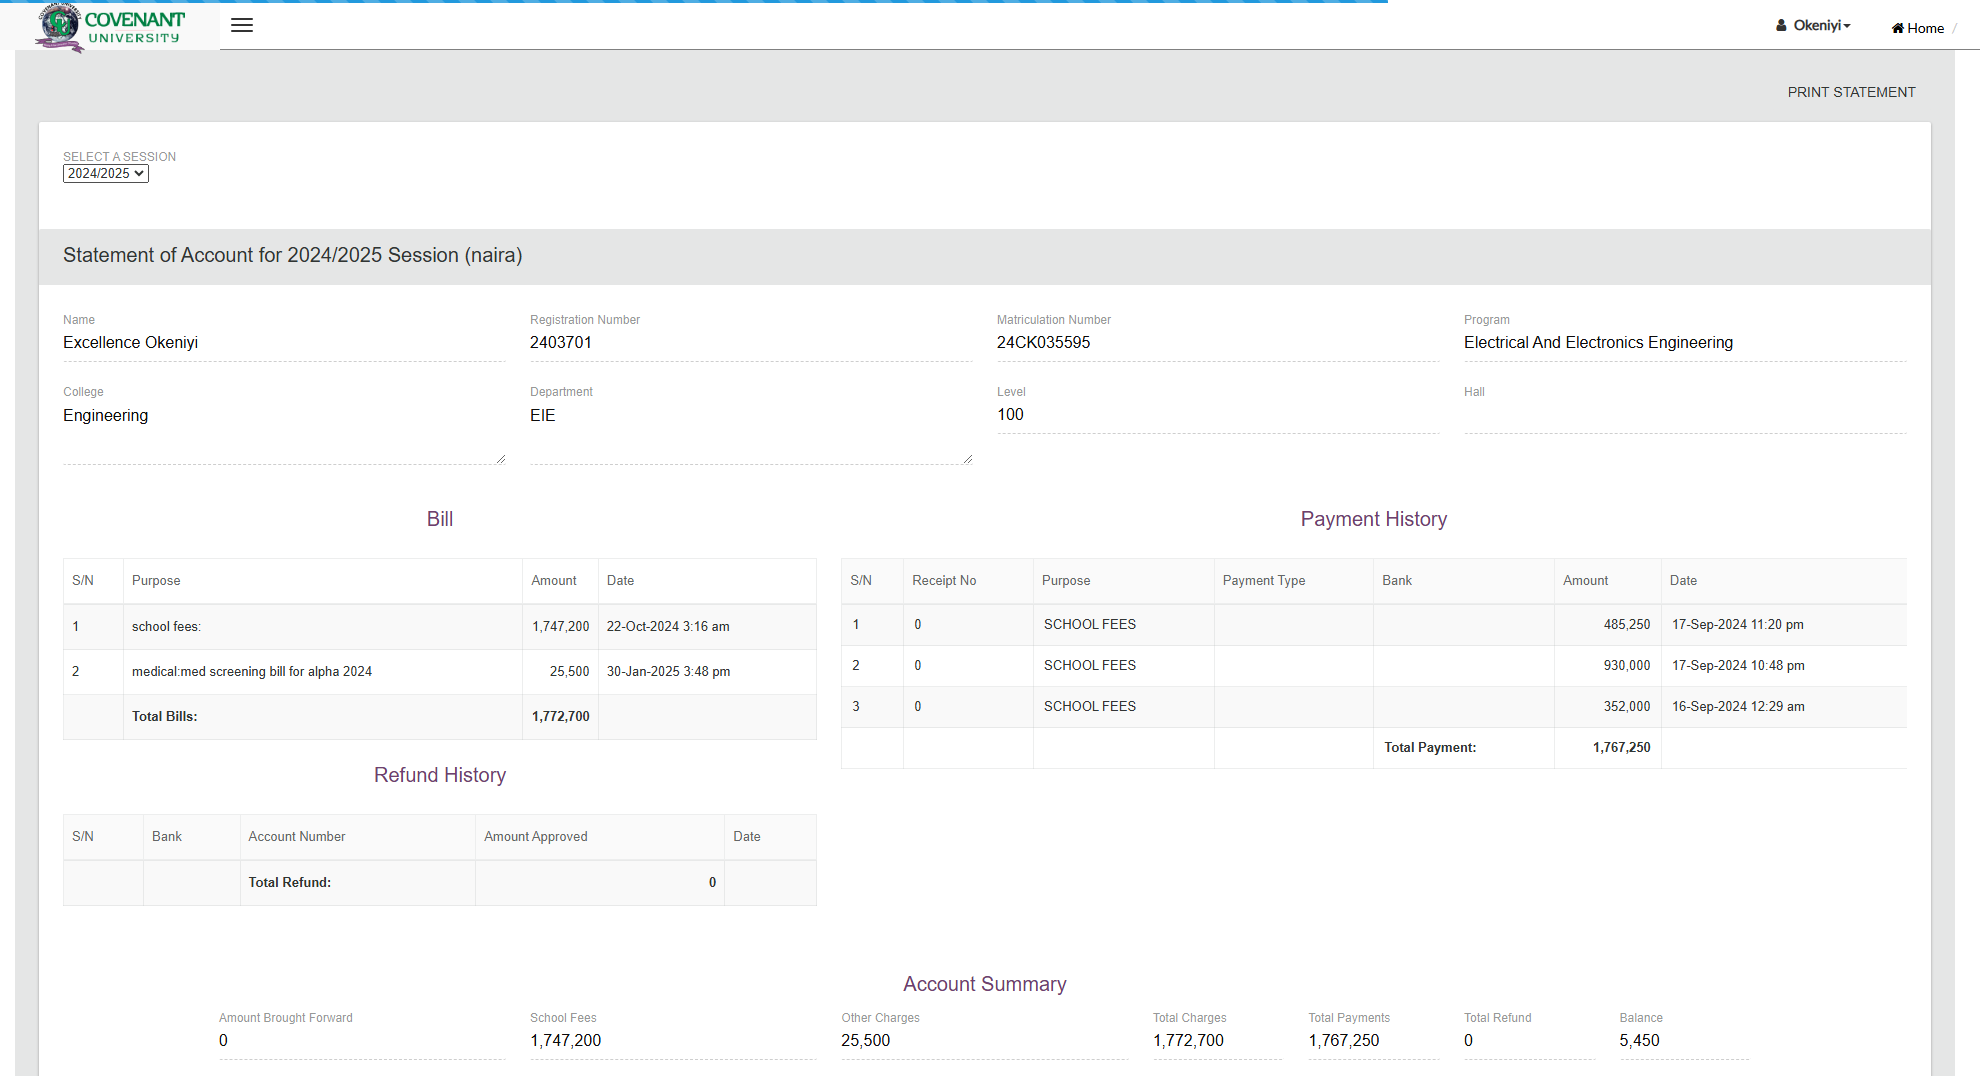 COVENANT
UNIVERSITY
Okeniyi
Home /
PRINT STATEMENT
SELECT A SESSION
2024/2025
Statement of Account for 2024/2025 Session (naira)
Name Registration Number Matriculation Number Program
Excellence Okeniyi 2403701 24CK035595 Electrical And Electronics Engineering
College Department Level Hall
Engineering EIE 100
Bill
S/N Purpose Amount Date
1 school fees: 1,747,200 22-Oct-2024 3:16 am
2 medical:med screening bill for alpha 2024 25,500 30-Jan-2025 3:48 pm
Total Bills: 1,772,700
Payment History
S/N Receipt No Purpose Payment Type Bank Amount Date
1 0 SCHOOL FEES 485,250 17-Sep-2024 11:20 pm
2 0 SCHOOL FEES 930,000 17-Sep-2024 10:48 pm
3 0 SCHOOL FEES 352,000 16-Sep-2024 12:29 am
Total Payment: 1,767,250
Refund History
S/N Bank Account Number Amount Approved Date
Total Refund: 0
Account Summary
Amount Brought Forward School Fees Other Charges Total Charges Total Payments Total Refund Balance
0 1,747,200 25,500 1,772,700 1,767,250 0 5,450